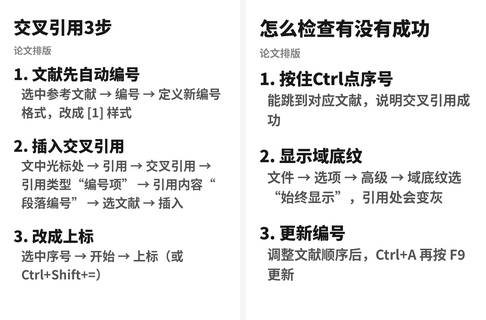 交叉引用3步
论文排版
1. 文献先自动编号
选中参考文献 → 编号 → 定义新编号
格式，改成 [1] 样式
2. 插入交叉引用
文中光标处 → 引用 → 交叉引用 →
引用类型“编号项” → 引用内容“
段落编号” → 选文献 → 插入
3. 改成上标
选中序号 → 开始 → 上标（或
Ctrl+Shift+=）
怎么检查有没有成功
论文排版
1. 按住Ctrl点序号
能跳到对应文献，说明交叉引用成
功
2. 显示域底纹
文件 → 选项 → 高级 → 域底纹选
“始终显示”，引用处会变灰
3. 更新编号
调整文献顺序后，Ctrl+A 再按 F9
更新